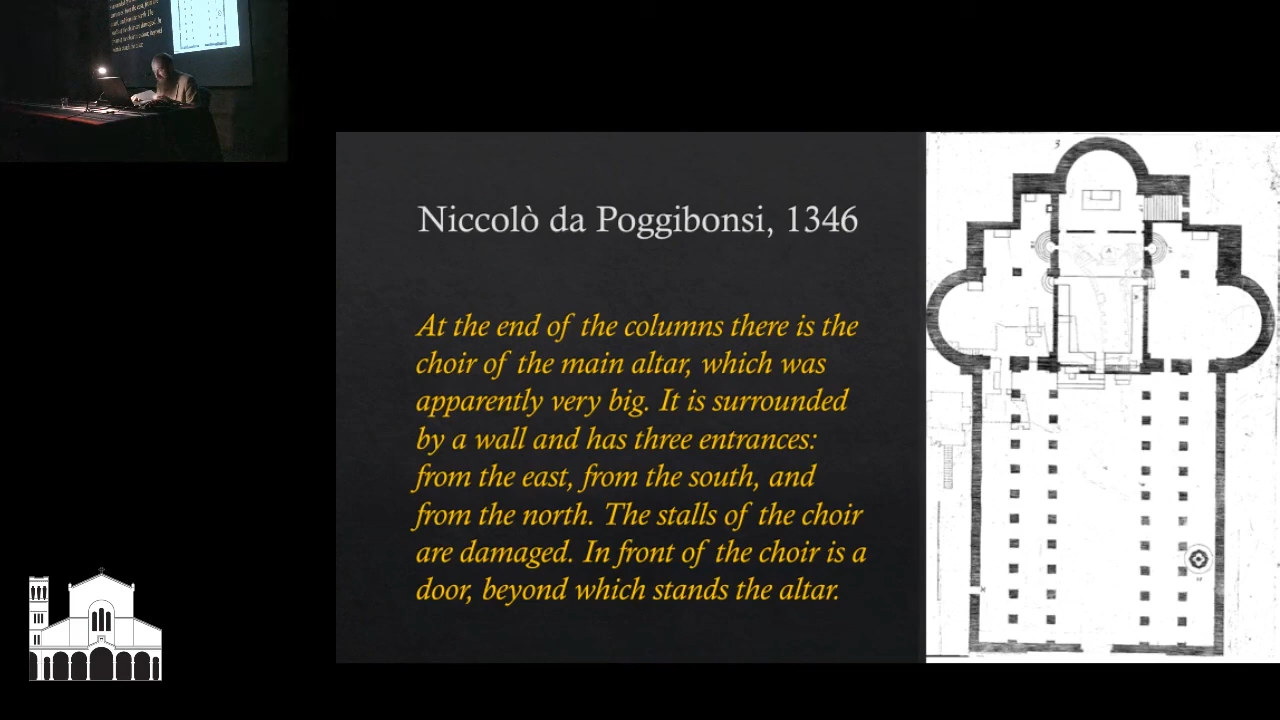 Niccolò da Poggibonsi, 1346
At the end of the columns there is the
choir of the main altar, which was
apparently very big. It is surrounded
by a wall and has three entrances:
from the east, from the south, and
from the north. The stalls of the choir
are damaged. In front of the choir is a
door, beyond which stands the altar.
3